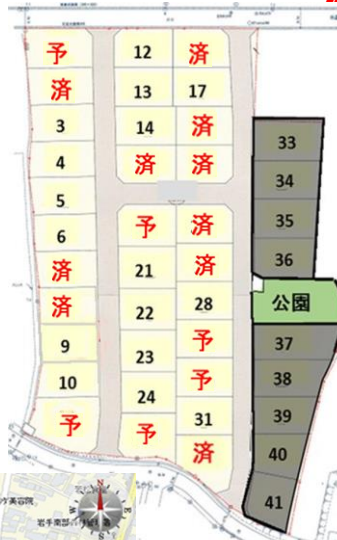 予 12 済
済 13 17
3 14 済 33
4 済 済 34
5 35
6 予 済 36
済 21 済
済 22 28 公園
9 23 予 37
10 24 予 38
予 予 31 39
済 40
41
N